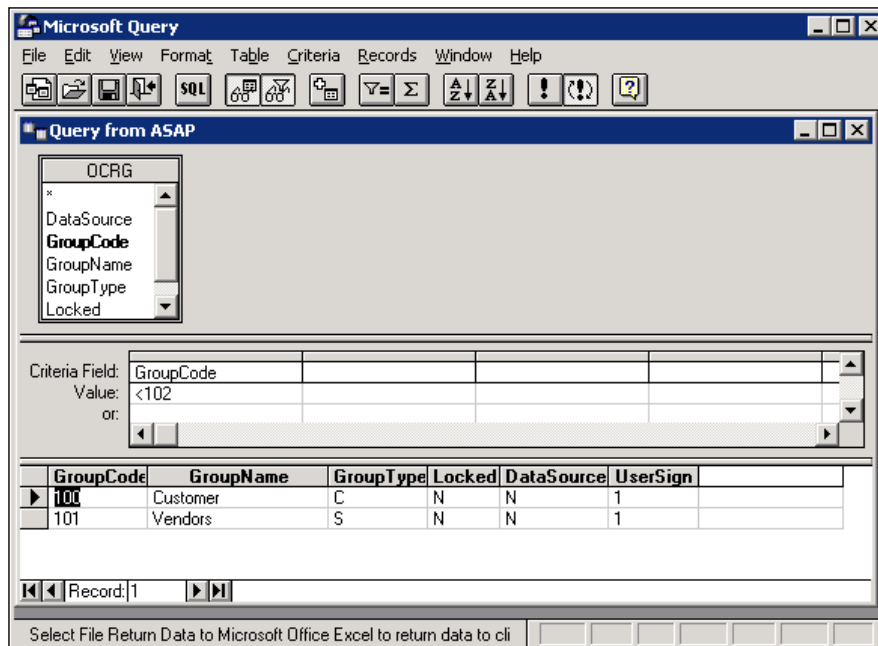 Microsoft Query
File Edit View Format Table Criteria Records Window Help
SQL
Query from ASAP
OCRG
*
DataSource
GroupCode
GroupName
GroupType
Locked
Criteria Field: GroupCode
Value: <102
or:
GroupCode GroupName GroupType Locked DataSource UserSign
100 Customer C N N 1
101 Vendors S N N 1
Record: 1
Select File Return Data to Microsoft Office Excel to return data to cli